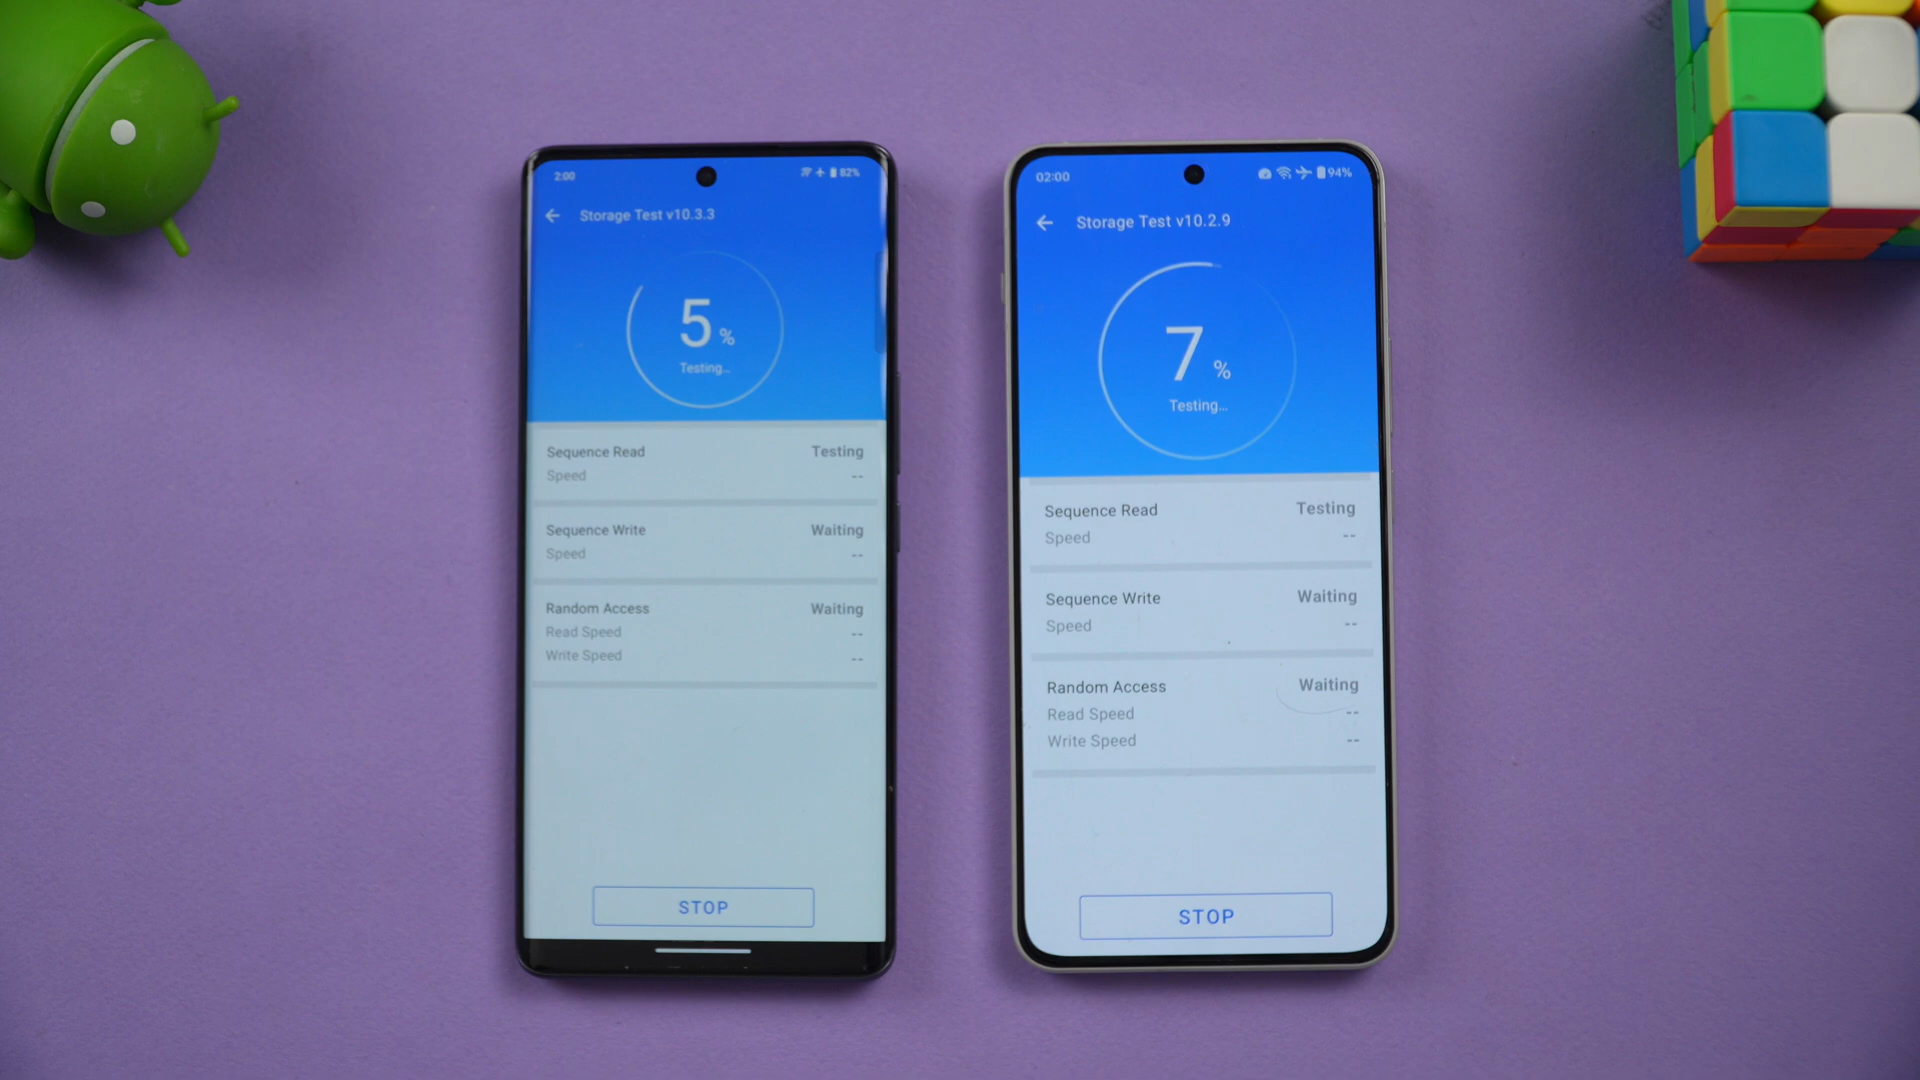 2:00
82%
Storage Test v10.3.3
5 %
Testing...
Sequence Read Testing
Speed --
Sequence Write Waiting
Speed --
Random Access Waiting
Read Speed --
Write Speed --
STOP
02:00
94%
Storage Test v10.2.9
7 %
Testing...
Sequence Read Testing
Speed --
Sequence Write Waiting
Speed --
Random Access Waiting
Read Speed --
Write Speed --
STOP